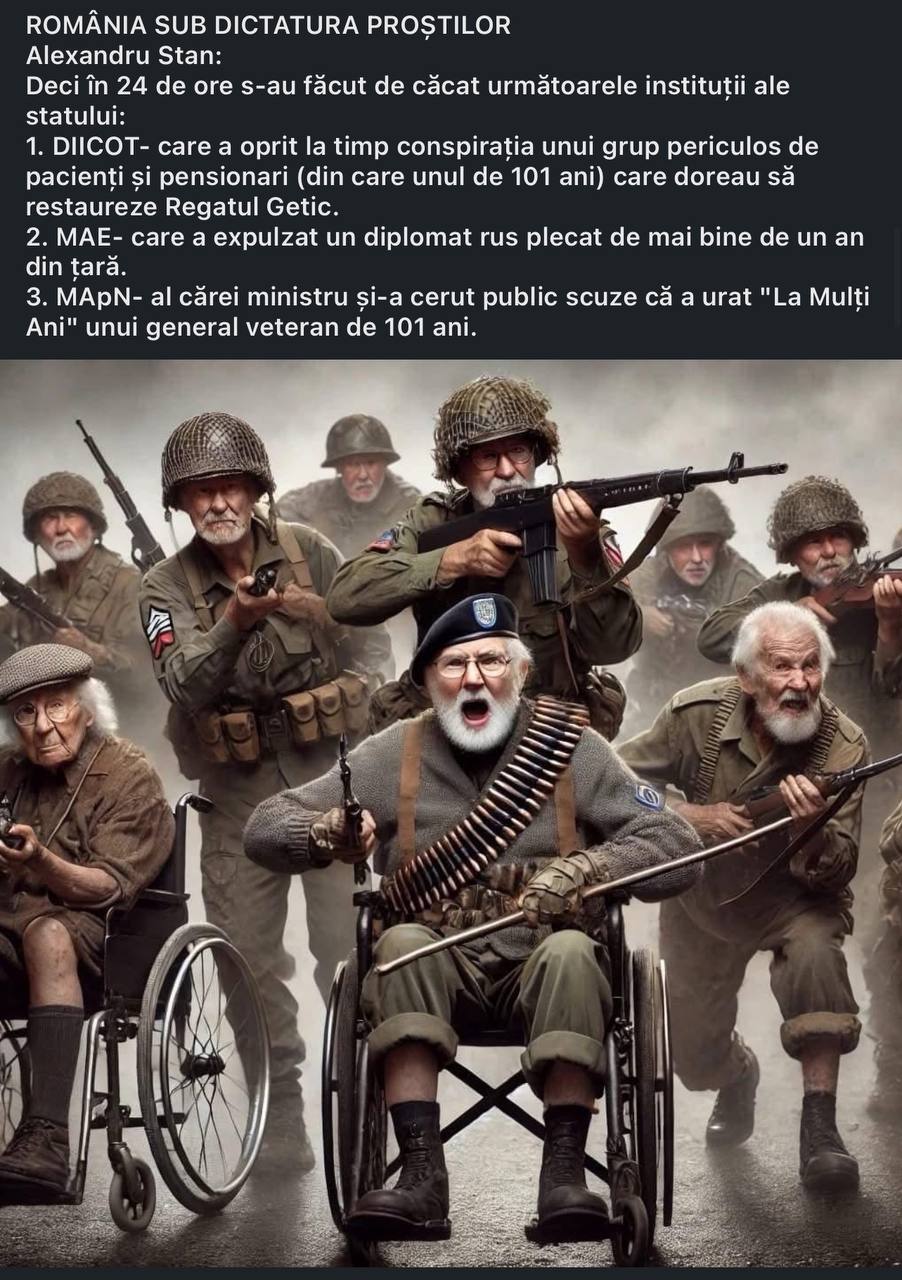 ROMÂNIA SUB DICTATURA PROȘTILOR
Alexandru Stan:
Deci în 24 de ore s-au făcut de căcat următoarele instituții ale
statului:
1. DIICOT- care a oprit la timp conspirația unui grup periculos de
pacienți și pensionari (din care unul de 101 ani) care doreau să
restaureze Regatul Getic.
2. MAE- care a expulzat un diplomat rus plecat de mai bine de un an
din țară.
3. MApN- al cărei ministru și-a cerut public scuze că a urat "La Mulți
Ani" unui general veteran de 101 ani.